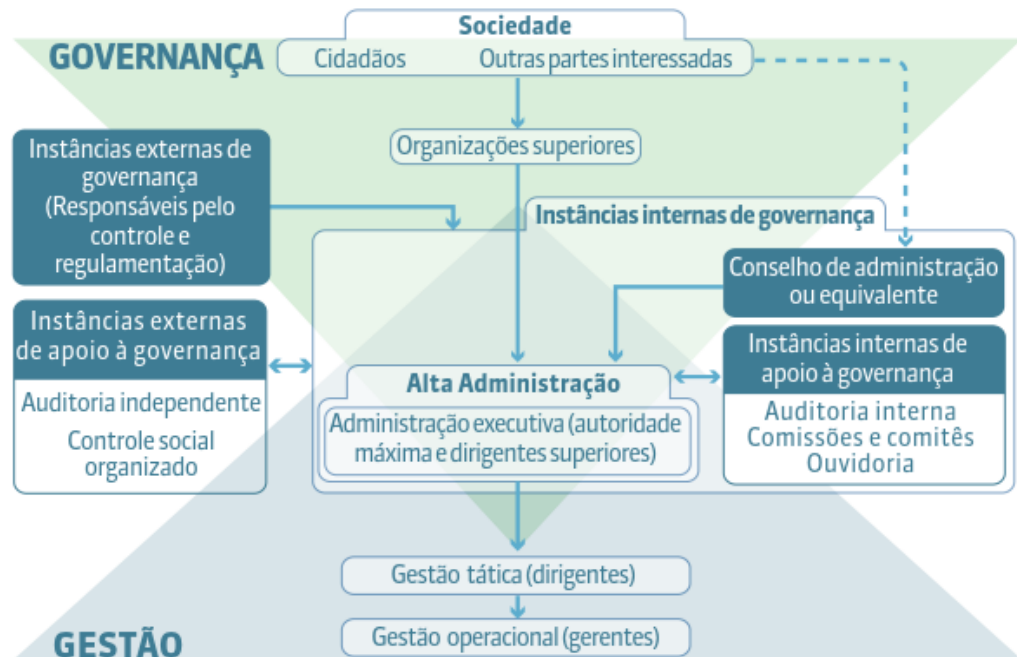 Sociedade
GOVERNANÇA
Cidadãos
Outras partes interessadas
Organizações superiores
Instâncias externas de
governança
(Responsáveis pelo
controle e
regulamentação)
Instâncias internas de governança
Conselho de administração
ou equivalente
Instâncias externas
de apoio à governança
Auditoria independente
Controle social
organizado
Alta Administração
Administração executiva (autoridade
máxima e dirigentes superiores)
Instâncias internas de
apoio à governança
Auditoria interna
Comissões e comitês
Ouvidoria
Gestão tática (dirigentes)
Gestão operacional (gerentes)
GESTÃO